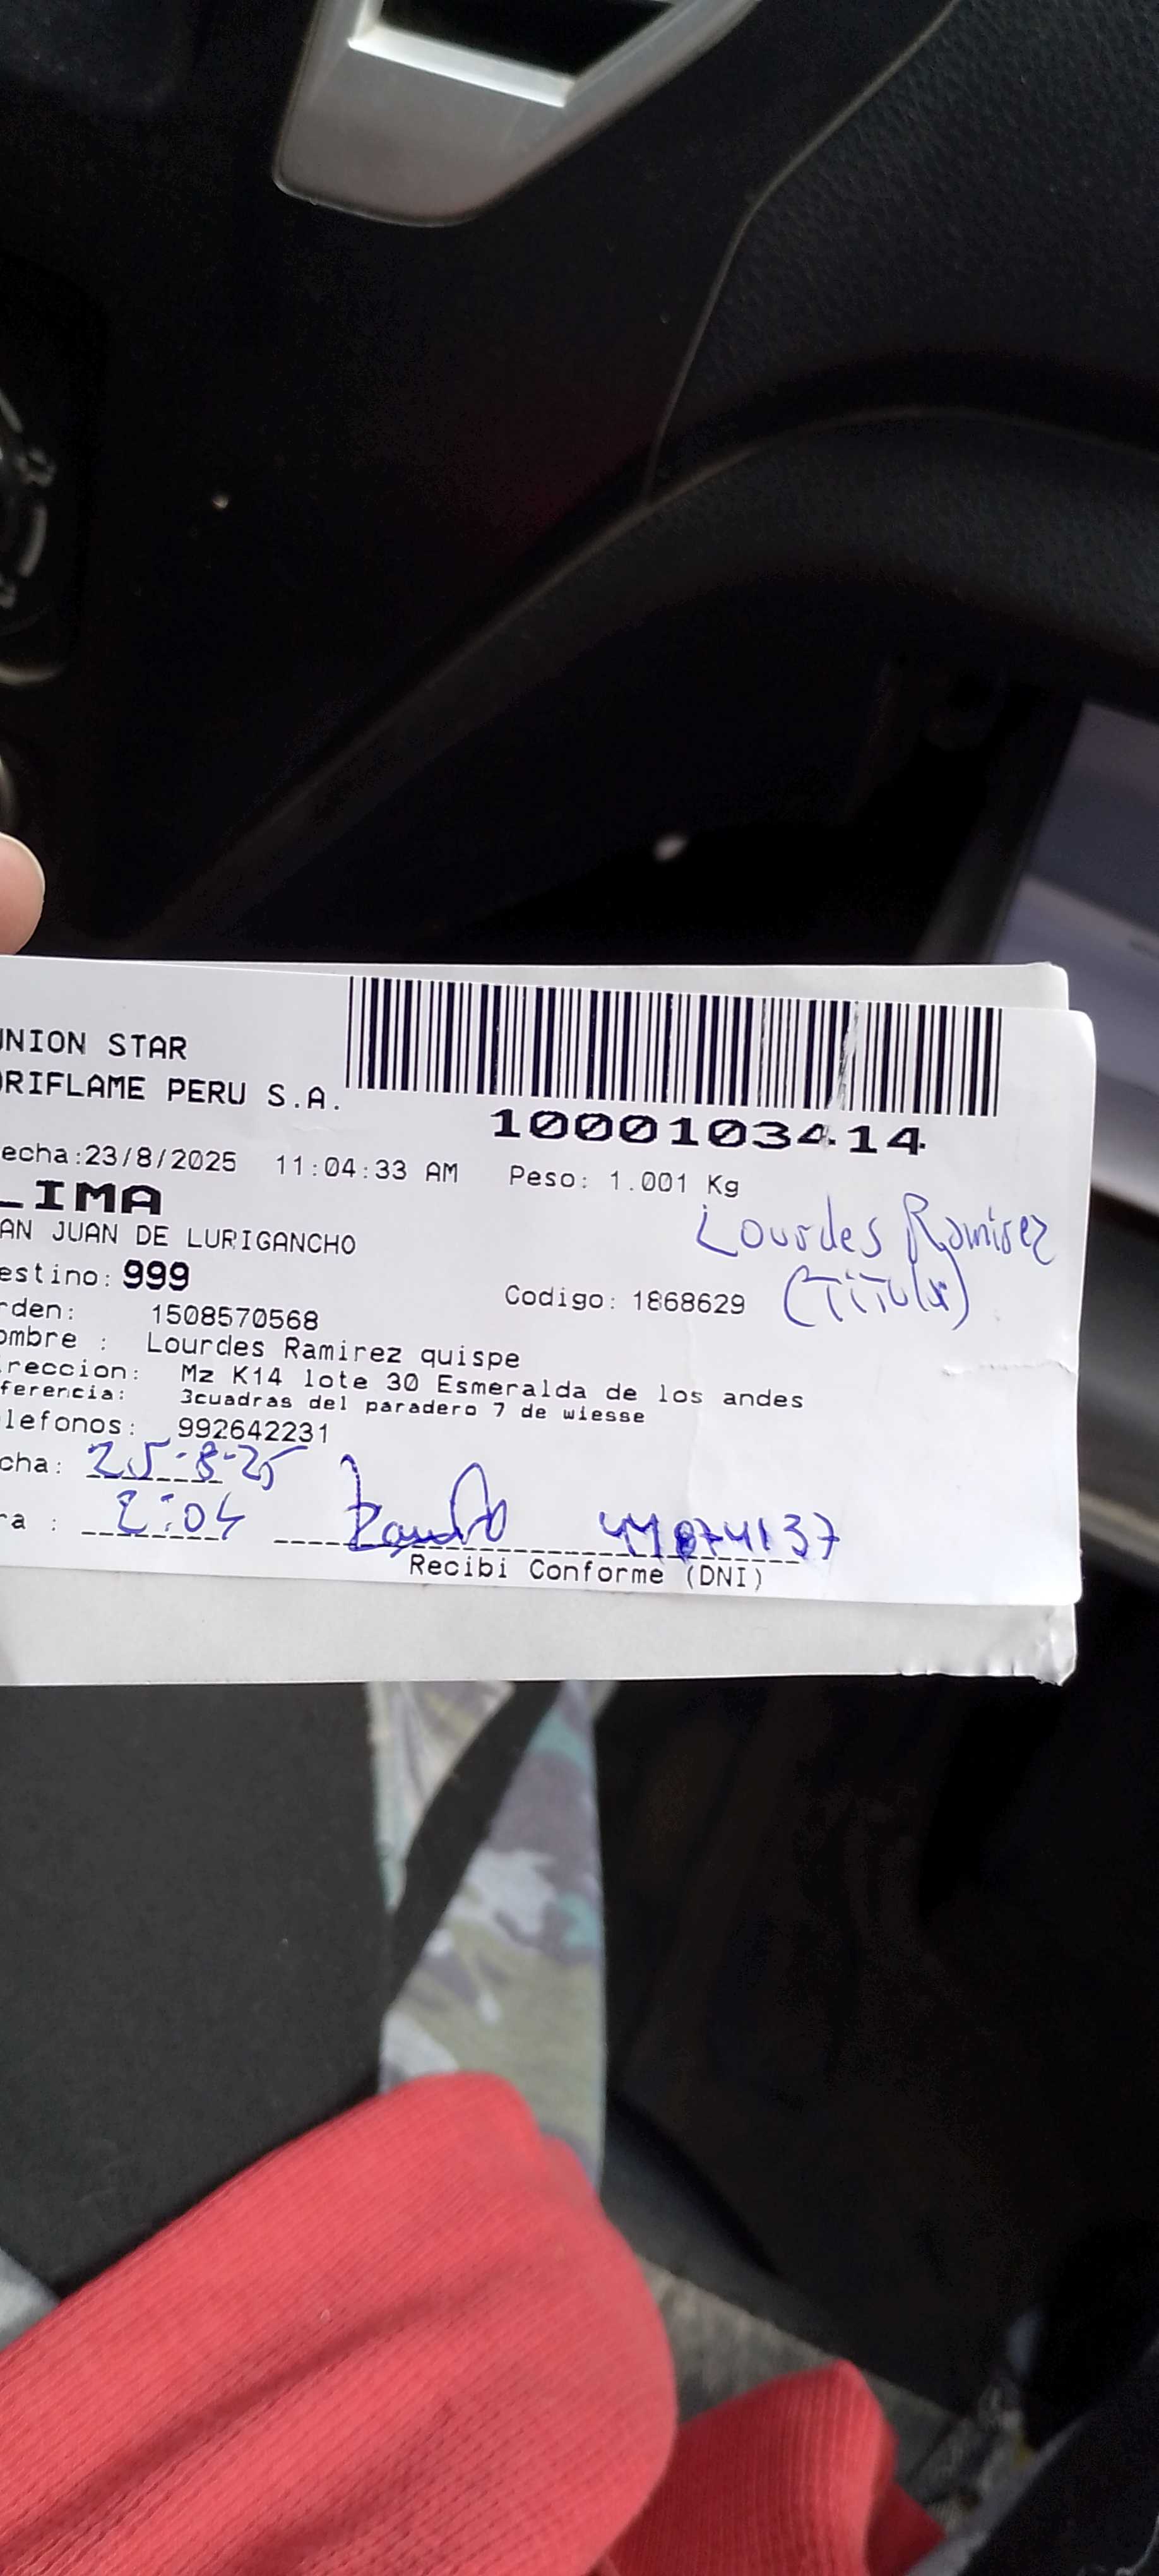 UNION STAR
ORIFLAME PERU S.A.
1000103414
echa:23/8/2025 11:04:33 AM Peso: 1.001 Kg
LIMA
AN JUAN DE LURIGANCHO
Lourdes Ramirez
(Titular)
estino: 999
Codigo: 1868629
rden: 1508570568
ombre : Lourdes Ramirez quispe
reccion: Mz K14 lote 30 Esmeralda de los andes
ferencia: 3cuadras del paradero 7 de wiesse
lefonos: 992642231
cha: 25-8-25
ra : 2:04
Recibi Conforme (DNI)